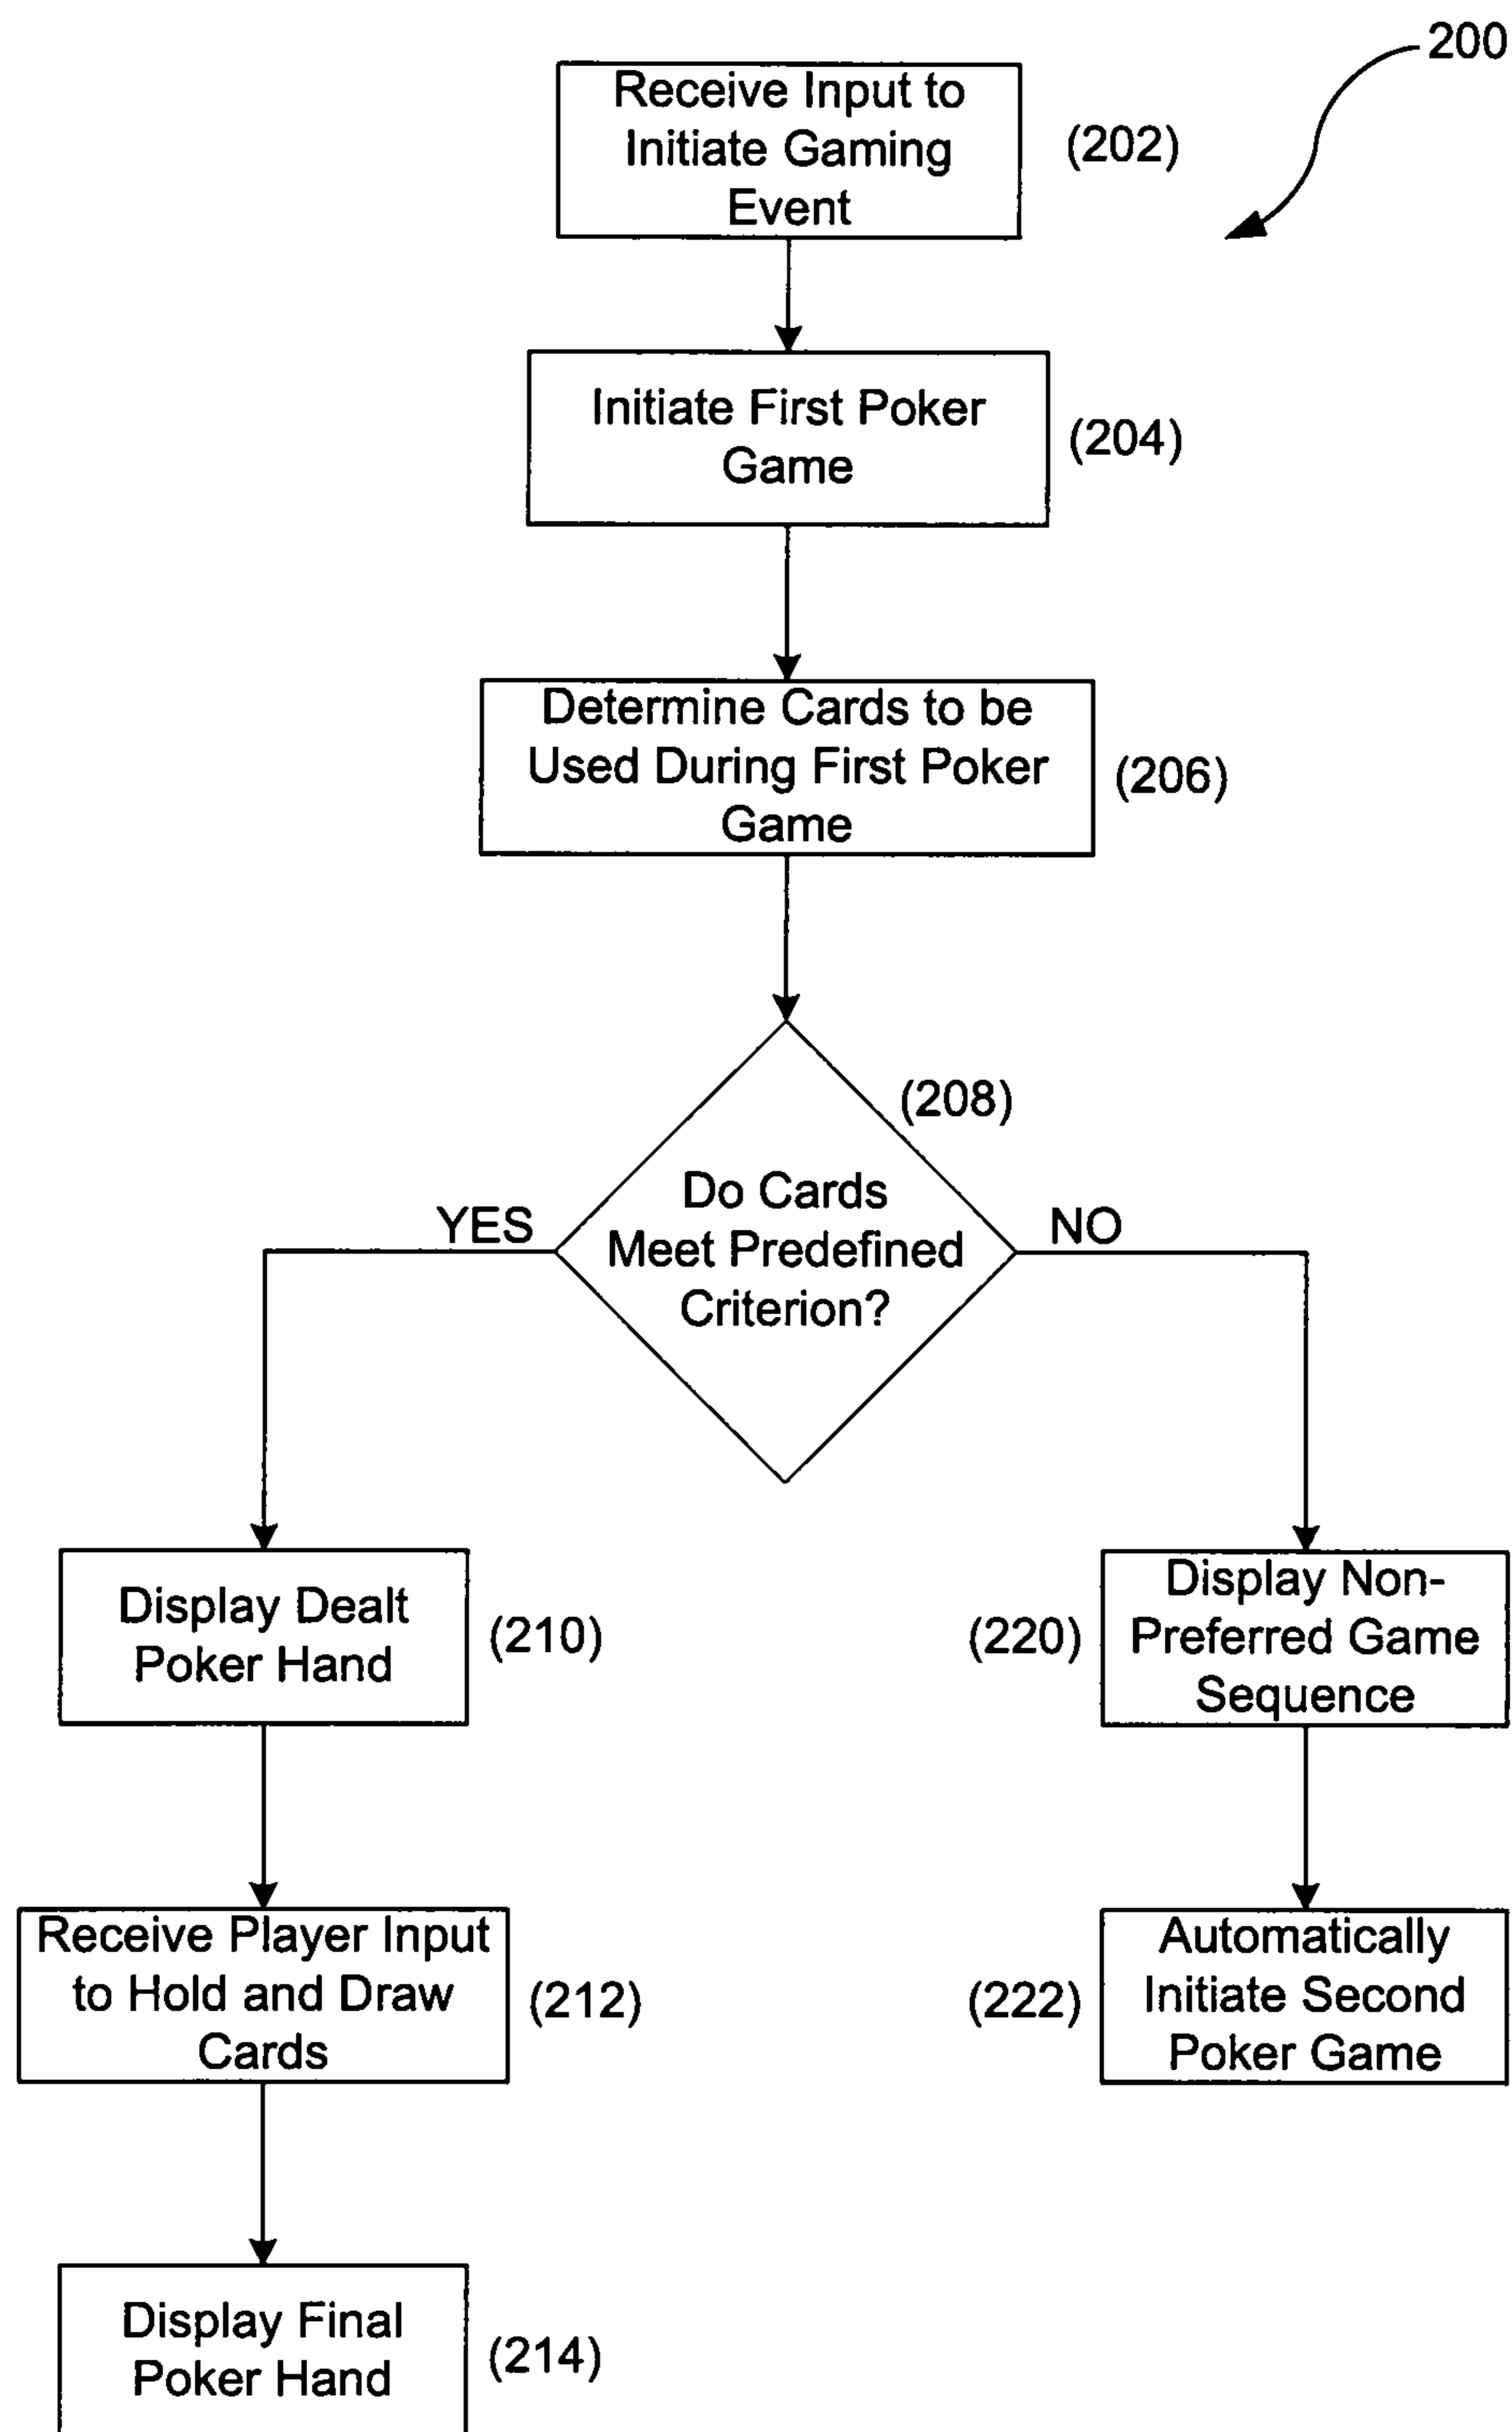 200
Receive Input to
Initiate Gaming
Event
(202)
Initiate First Poker
Game
(204)
Determine Cards to be
Used During First Poker
Game
(206)
(208)
Do Cards
Meet Predefined
Criterion?
YES
NO
Display Dealt
Poker Hand
(210)
Receive Player Input
to Hold and Draw
Cards
(212)
Display Final
Poker Hand
(214)
Display Non-
Preferred Game
Sequence
(220)
Automatically
Initiate Second
Poker Game
(222)